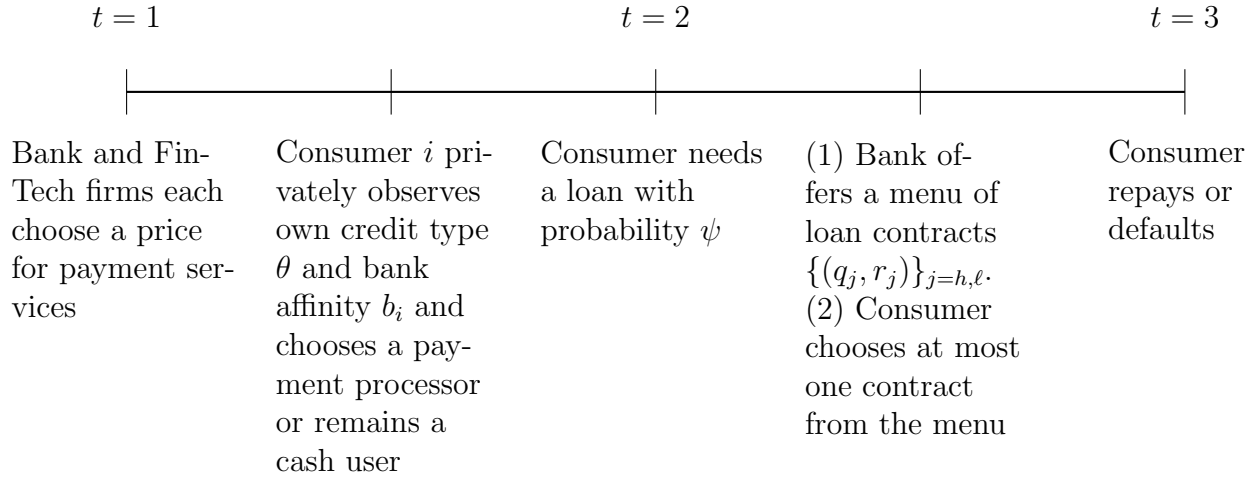 t = 1
t = 2
t = 3
Bank and Fin-
Tech firms each
choose a price
for payment ser-
vices
Consumer i pri-
vately observes
own credit type
θ and bank
affinity b_i and
chooses a pay-
ment processor
or remains a
cash user
Consumer needs
a loan with
probability ψ
(1) Bank of-
fers a menu of
loan contracts
{(q_j, r_j)}_{j=h,ℓ}.
(2) Consumer
chooses at most
one contract
from the menu
Consumer
repays or
defaults